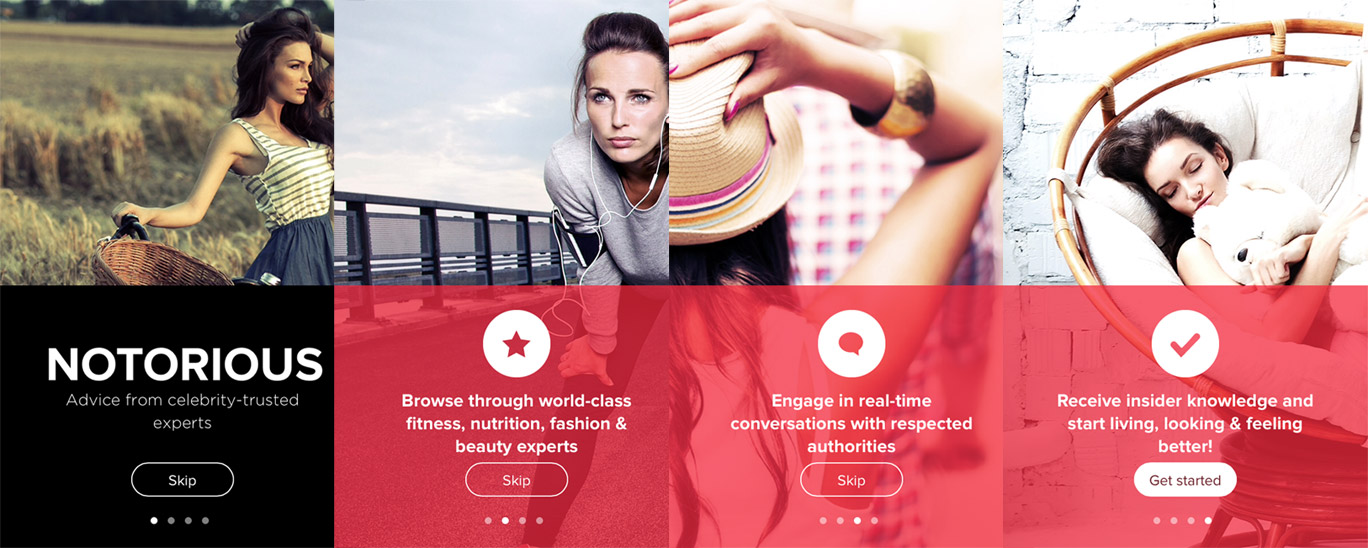 NOTORIOUS
Advice from celebrity-trusted
experts
Skip
Browse through world-class
fitness, nutrition, fashion &
beauty experts
Skip
Engage in real-time
conversations with respected
authorities
Skip
Receive insider knowledge and
start living, looking & feeling
better!
Get started